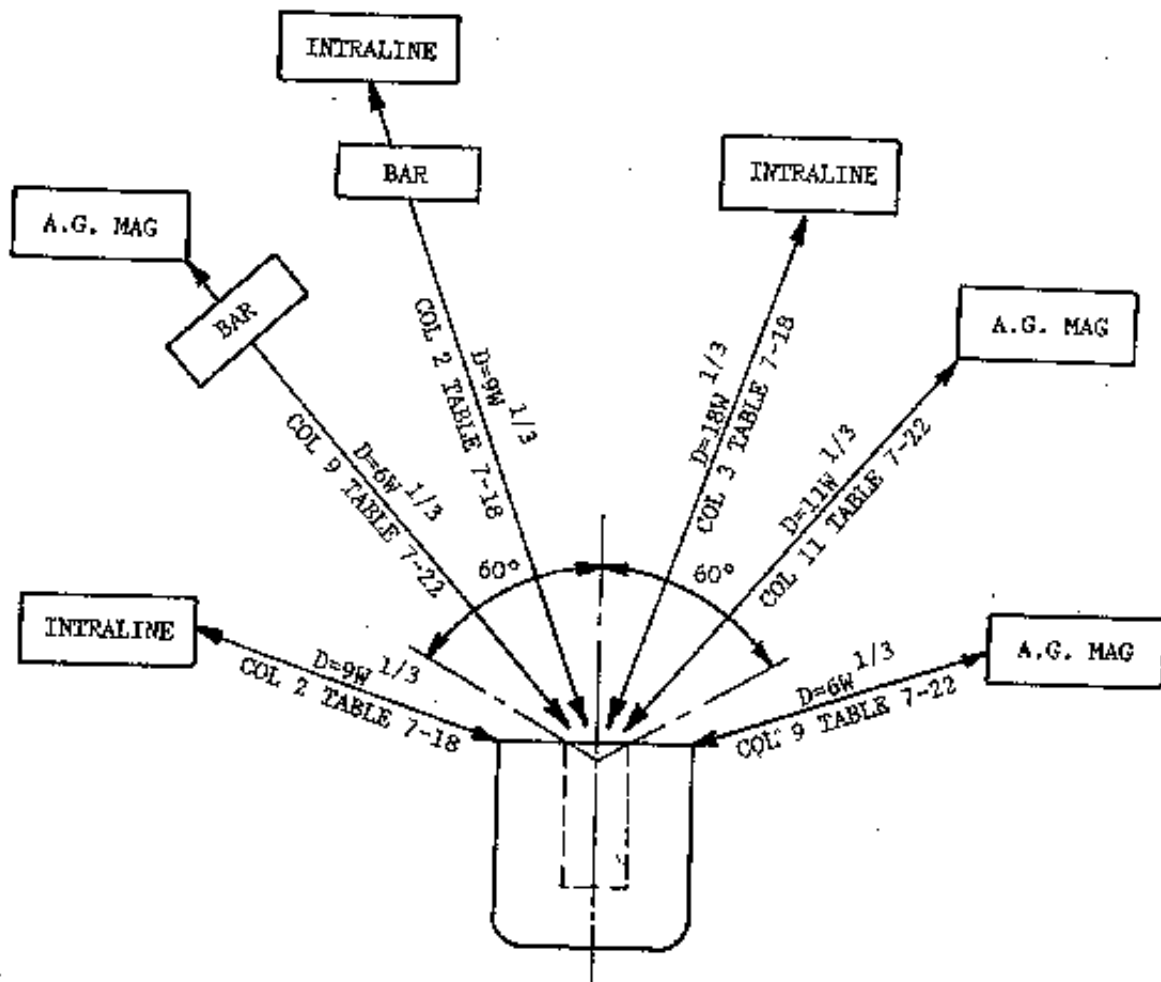 INTRALINE
BAR
INTRALINE
A.G. MAG
BAR
A.G. MAG
D=9W 1/3
COL 2 TABLE 7-18
D=18W 1/3
COL 3 TABLE 7-18
D=6W 1/3
COL 9 TABLE 7-22
D=11W 1/3
COL 11 TABLE 7-22
60°
60°
INTRALINE
D=9W 1/3
COL 2 TABLE 7-18
A.G. MAG
D=6W 1/3
COL 9 TABLE 7-22